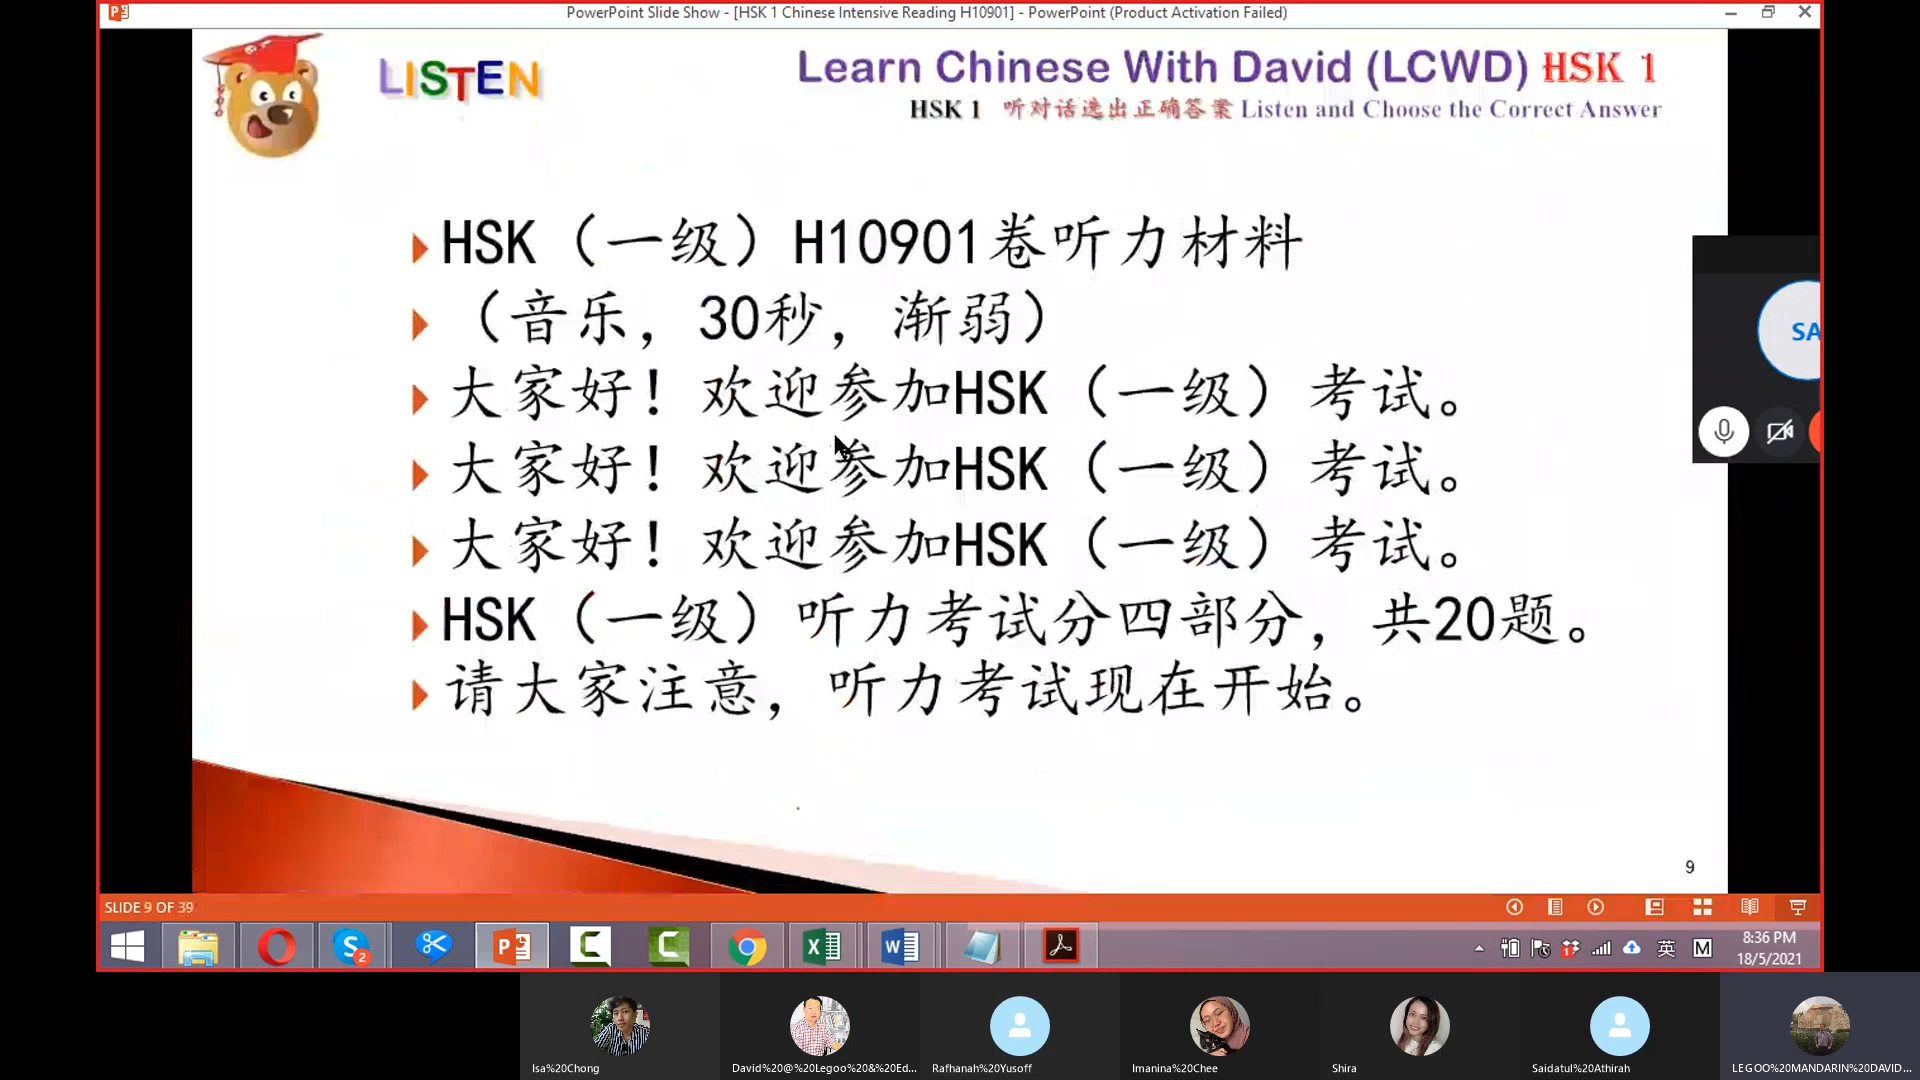 PowerPoint Slide Show - [HSK 1 Chinese Intensive Reading H10901] - PowerPoint (Product Activation Failed)
LISTEN
Learn Chinese With David (LCWD) HSK 1
HSK 1 听对话选出正确答案 Listen and Choose the Correct Answer
HSK（一级）H10901卷听力材料
（音乐，30秒，渐弱）
大家好！欢迎参加HSK（一级）考试。
大家好！欢迎参加HSK（一级）考试。
大家好！欢迎参加HSK（一级）考试。
HSK（一级）听力考试分四部分，共20题。
请大家注意，听力考试现在开始。
SA
9
SLIDE 9 OF 39
2
英
M
8:36 PM
18/5/2021
Isa%20Chong
David%20@%20Legoo%20&%20Ed...
Rafhanah%20Yusoff
Imanina%20Chee
Shira
Saidatul%20Athirah
LEGOO%20MANDARIN%20DAVID...